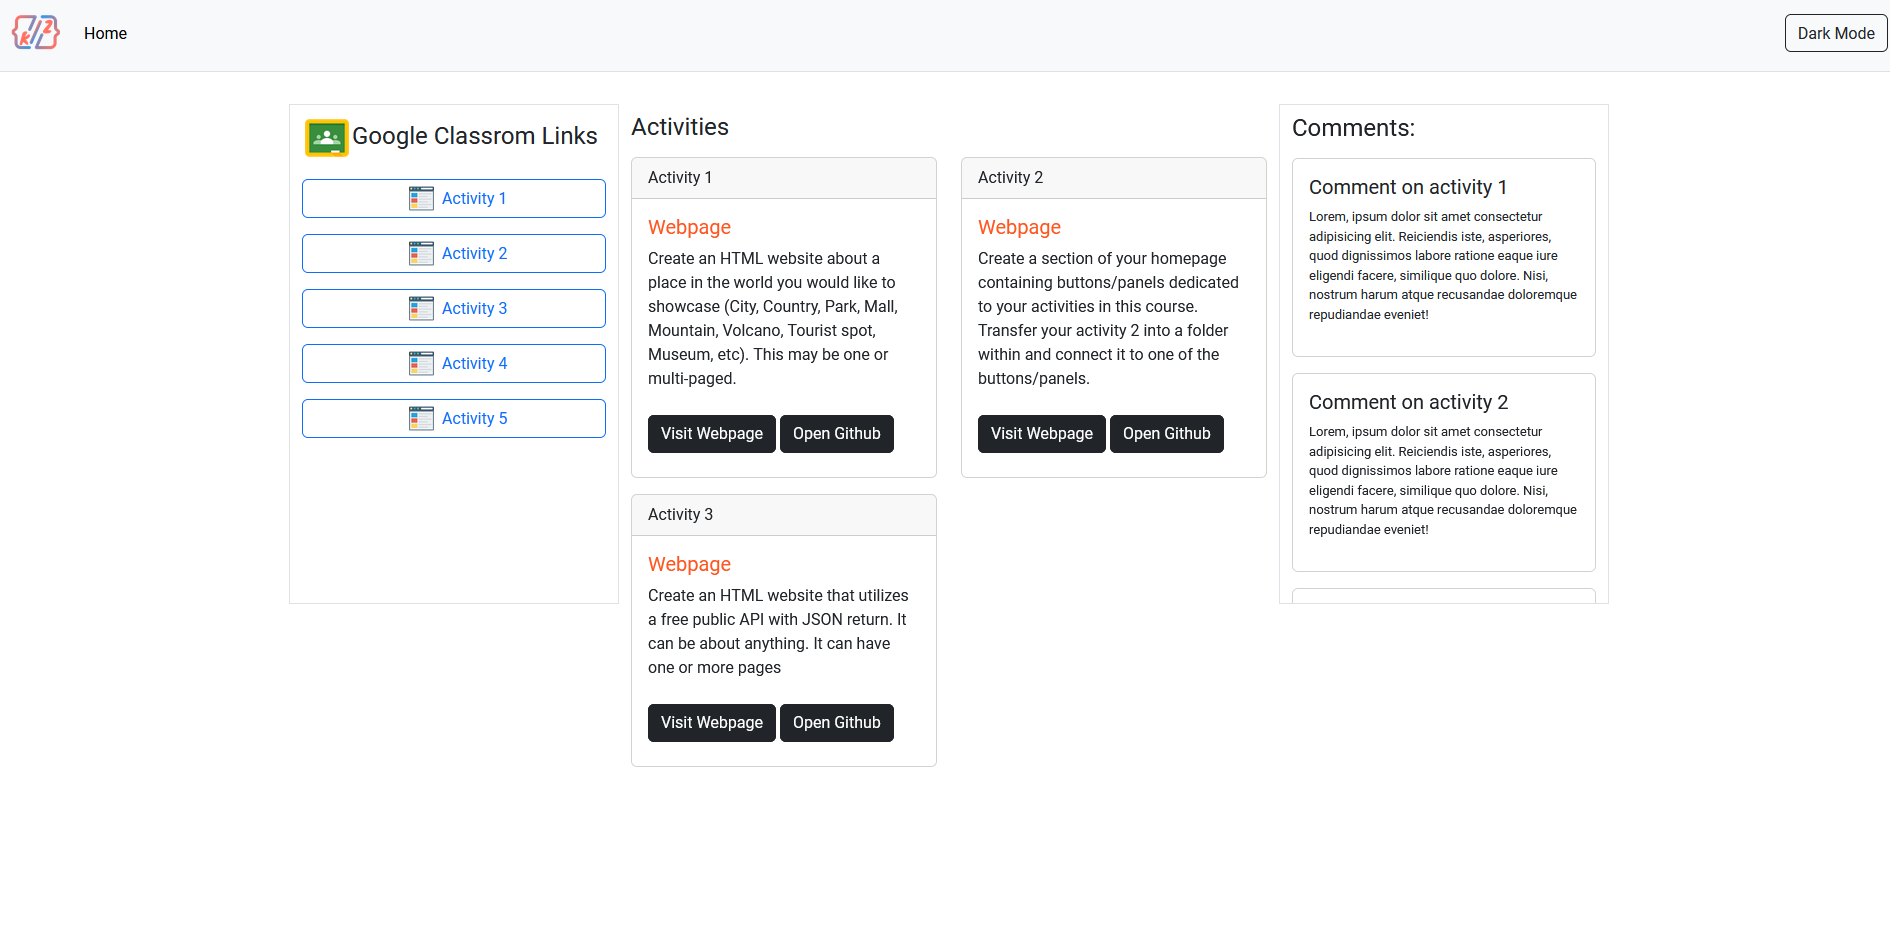 Home
Dark Mode
Google Classrom Links
Activity 1
Activity 2
Activity 3
Activity 4
Activity 5
Activities
Activity 1
Webpage
Create an HTML website about a
place in the world you would like to
showcase (City, Country, Park, Mall,
Mountain, Volcano, Tourist spot,
Museum, etc). This may be one or
multi-paged.
Visit Webpage
Open Github
Activity 2
Webpage
Create a section of your homepage
containing buttons/panels dedicated
to your activities in this course.
Transfer your activity 2 into a folder
within and connect it to one of the
buttons/panels.
Visit Webpage
Open Github
Activity 3
Webpage
Create an HTML website that utilizes
a free public API with JSON return. It
can be about anything. It can have
one or more pages
Visit Webpage
Open Github
Comments:
Comment on activity 1
Lorem, ipsum dolor sit amet consectetur
adipisicing elit. Reiciendis iste, asperiores,
quod dignissimos labore ratione eaque iure
eligendi facere, similique quo dolore. Nisi,
nostrum harum atque recusandae doloremque
repudiandae eveniet!
Comment on activity 2
Lorem, ipsum dolor sit amet consectetur
adipisicing elit. Reiciendis iste, asperiores,
quod dignissimos labore ratione eaque iure
eligendi facere, similique quo dolore. Nisi,
nostrum harum atque recusandae doloremque
repudiandae eveniet!